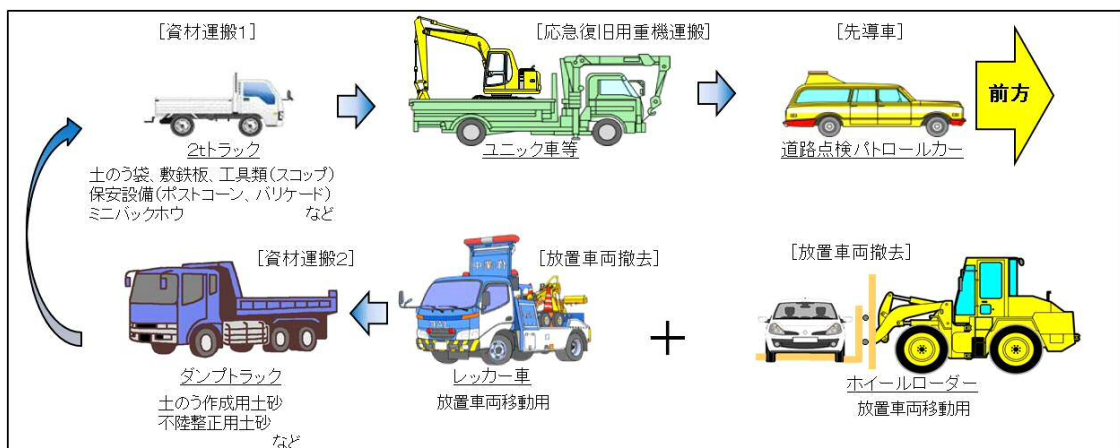 [資材運搬1]
[応急復旧用重機運搬]
[先導車]
前方
2tトラック
ユニック車等
道路点検パトロールカー
土のう袋、敷鉄板、工具類(スコップ)
保安設備(ポストコーン、バリケード)
ミニバックホウ など
[資材運搬2]
[放置車両撤去]
[放置車両撤去]
+
ダンプトラック
レッカー車
ホイールローダー
土のう作成用土砂
不陸整正用土砂
など
放置車両移動用
放置車両移動用